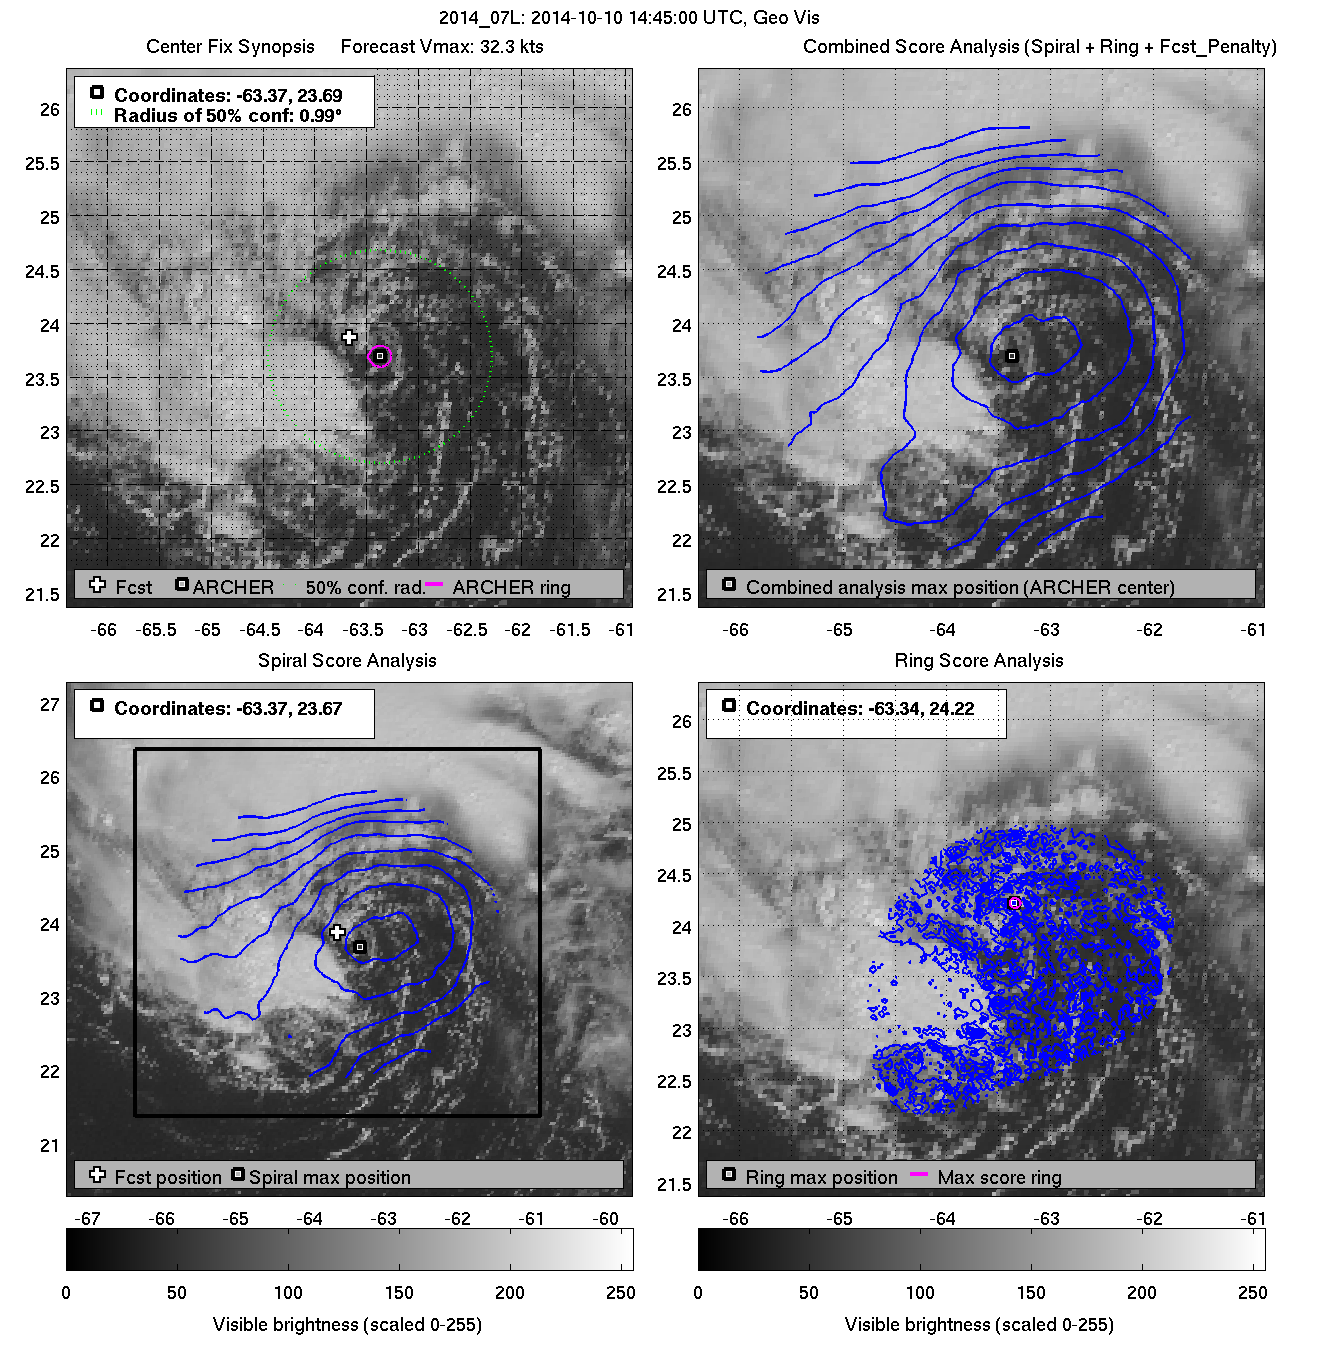 2014_07L: 2014-10-10 14:45:00 UTC, Geo Vis
Center Fix Synopsis Forecast Vmax: 32.3 kts
Coordinates: -63.37, 23.69
Radius of 50% conf: 0.99°
26
25.5
25
24.5
24
23.5
23
22.5
22
21.5
Fcst ARCHER 50% conf. rad. ARCHER ring
-66 -65.5 -65 -64.5 -64 -63.5 -63 -62.5 -62 -61.5 -61
Combined Score Analysis (Spiral + Ring + Fcst_Penalty)
26
25.5
25
24.5
24
23.5
23
22.5
22
21.5
Combined analysis max position (ARCHER center)
-66 -65 -64 -63 -62 -61
Spiral Score Analysis
Coordinates: -63.37, 23.67
27
26
25
24
23
22
21
Fcst position Spiral max position
-67 -66 -65 -64 -63 -62 -61 -60
0 50 100 150 200 250
Visible brightness (scaled 0-255)
Ring Score Analysis
Coordinates: -63.34, 24.22
26
25.5
25
24.5
24
23.5
23
22.5
22
21.5
Ring max position Max score ring
-66 -65 -64 -63 -62 -61
0 50 100 150 200 250
Visible brightness (scaled 0-255)